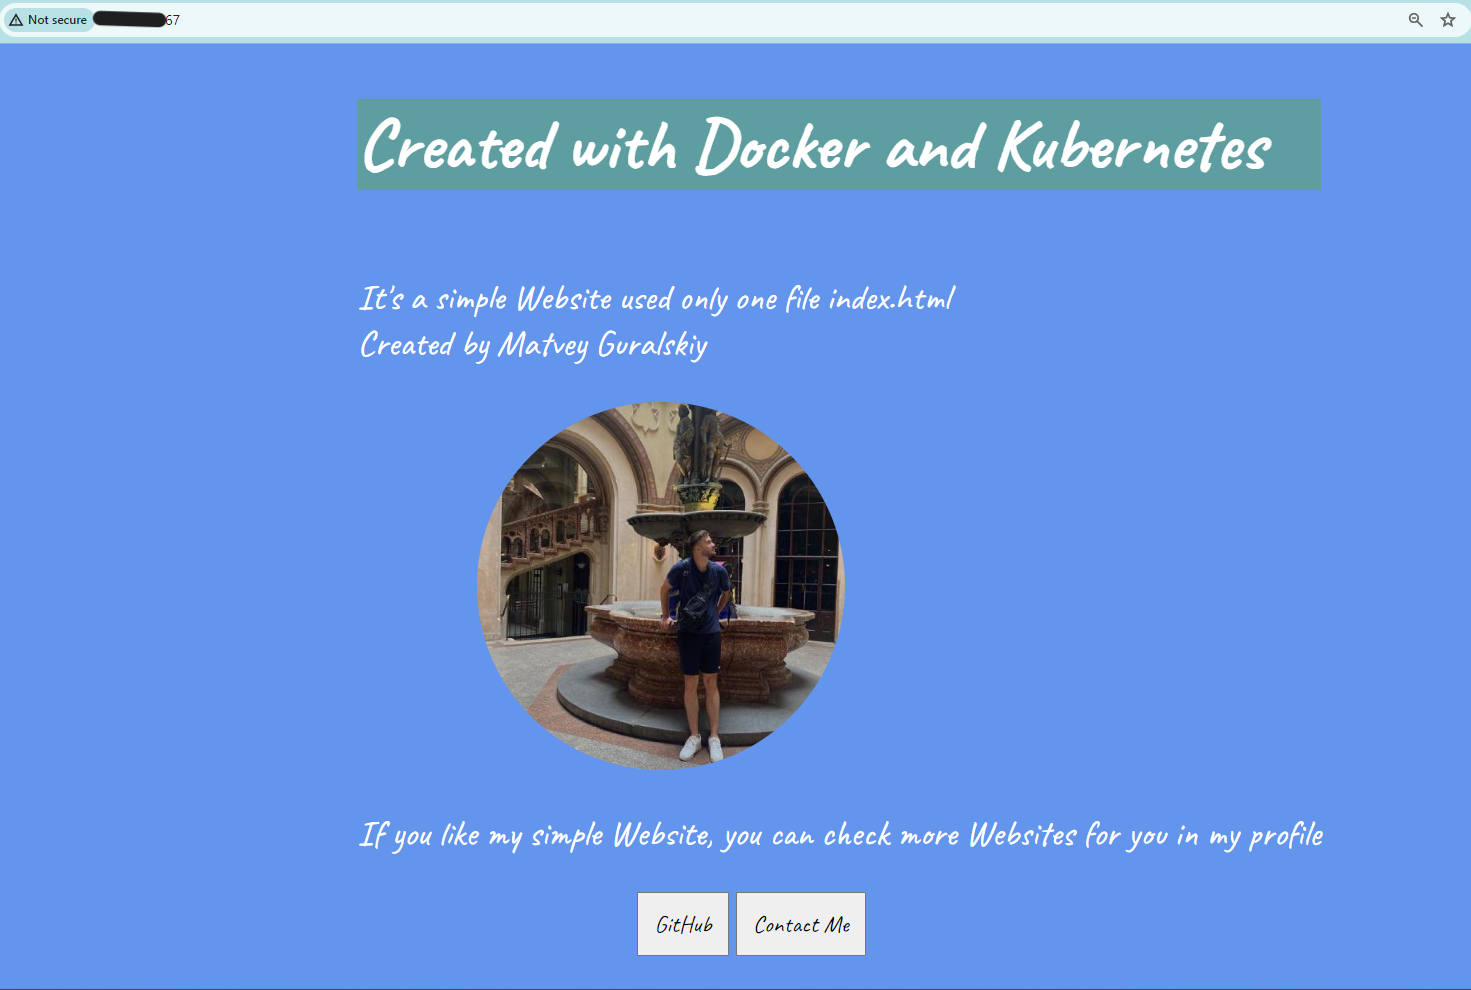 Not secure 67
Created with Docker and Kubernetes
It's a simple Website used only one file index.html
Created by Matvey Guralskiy
If you like my simple Website, you can check more Websites for you in my profile
GitHub Contact Me